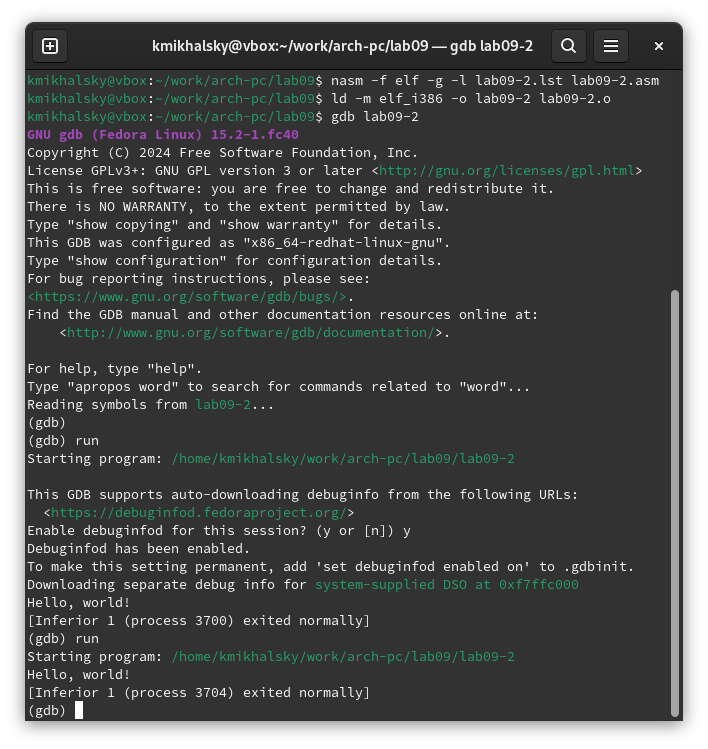 kmikhalsky@vbox:~/work/arch-pc/lab09 — gdb lab09-2
kmikhalsky@vbox:~/work/arch-pc/lab09$ nasm -f elf -g -l lab09-2.lst lab09-2.asm
kmikhalsky@vbox:~/work/arch-pc/lab09$ ld -m elf_i386 -o lab09-2 lab09-2.o
kmikhalsky@vbox:~/work/arch-pc/lab09$ gdb lab09-2
GNU gdb (Fedora Linux) 15.2-1.fc40
Copyright (C) 2024 Free Software Foundation, Inc.
License GPLv3+: GNU GPL version 3 or later <http://gnu.org/licenses/gpl.html>
This is free software: you are free to change and redistribute it.
There is NO WARRANTY, to the extent permitted by law.
Type "show copying" and "show warranty" for details.
This GDB was configured as "x86_64-redhat-linux-gnu".
Type "show configuration" for configuration details.
For bug reporting instructions, please see:
<https://www.gnu.org/software/gdb/bugs/>.
Find the GDB manual and other documentation resources online at:
    <http://www.gnu.org/software/gdb/documentation/>.

For help, type "help".
Type "apropos word" to search for commands related to "word"...
Reading symbols from lab09-2...
(gdb)
(gdb) run
Starting program: /home/kmikhalsky/work/arch-pc/lab09/lab09-2

This GDB supports auto-downloading debuginfo from the following URLs:
  <https://debuginfod.fedoraproject.org/>
Enable debuginfod for this session? (y or [n]) y
Debuginfod has been enabled.
To make this setting permanent, add 'set debuginfod enabled on' to .gdbinit.
Downloading separate debug info for system-supplied DSO at 0xf7ffc000
Hello, world!
[Inferior 1 (process 3700) exited normally]
(gdb) run
Starting program: /home/kmikhalsky/work/arch-pc/lab09/lab09-2
Hello, world!
[Inferior 1 (process 3704) exited normally]
(gdb)